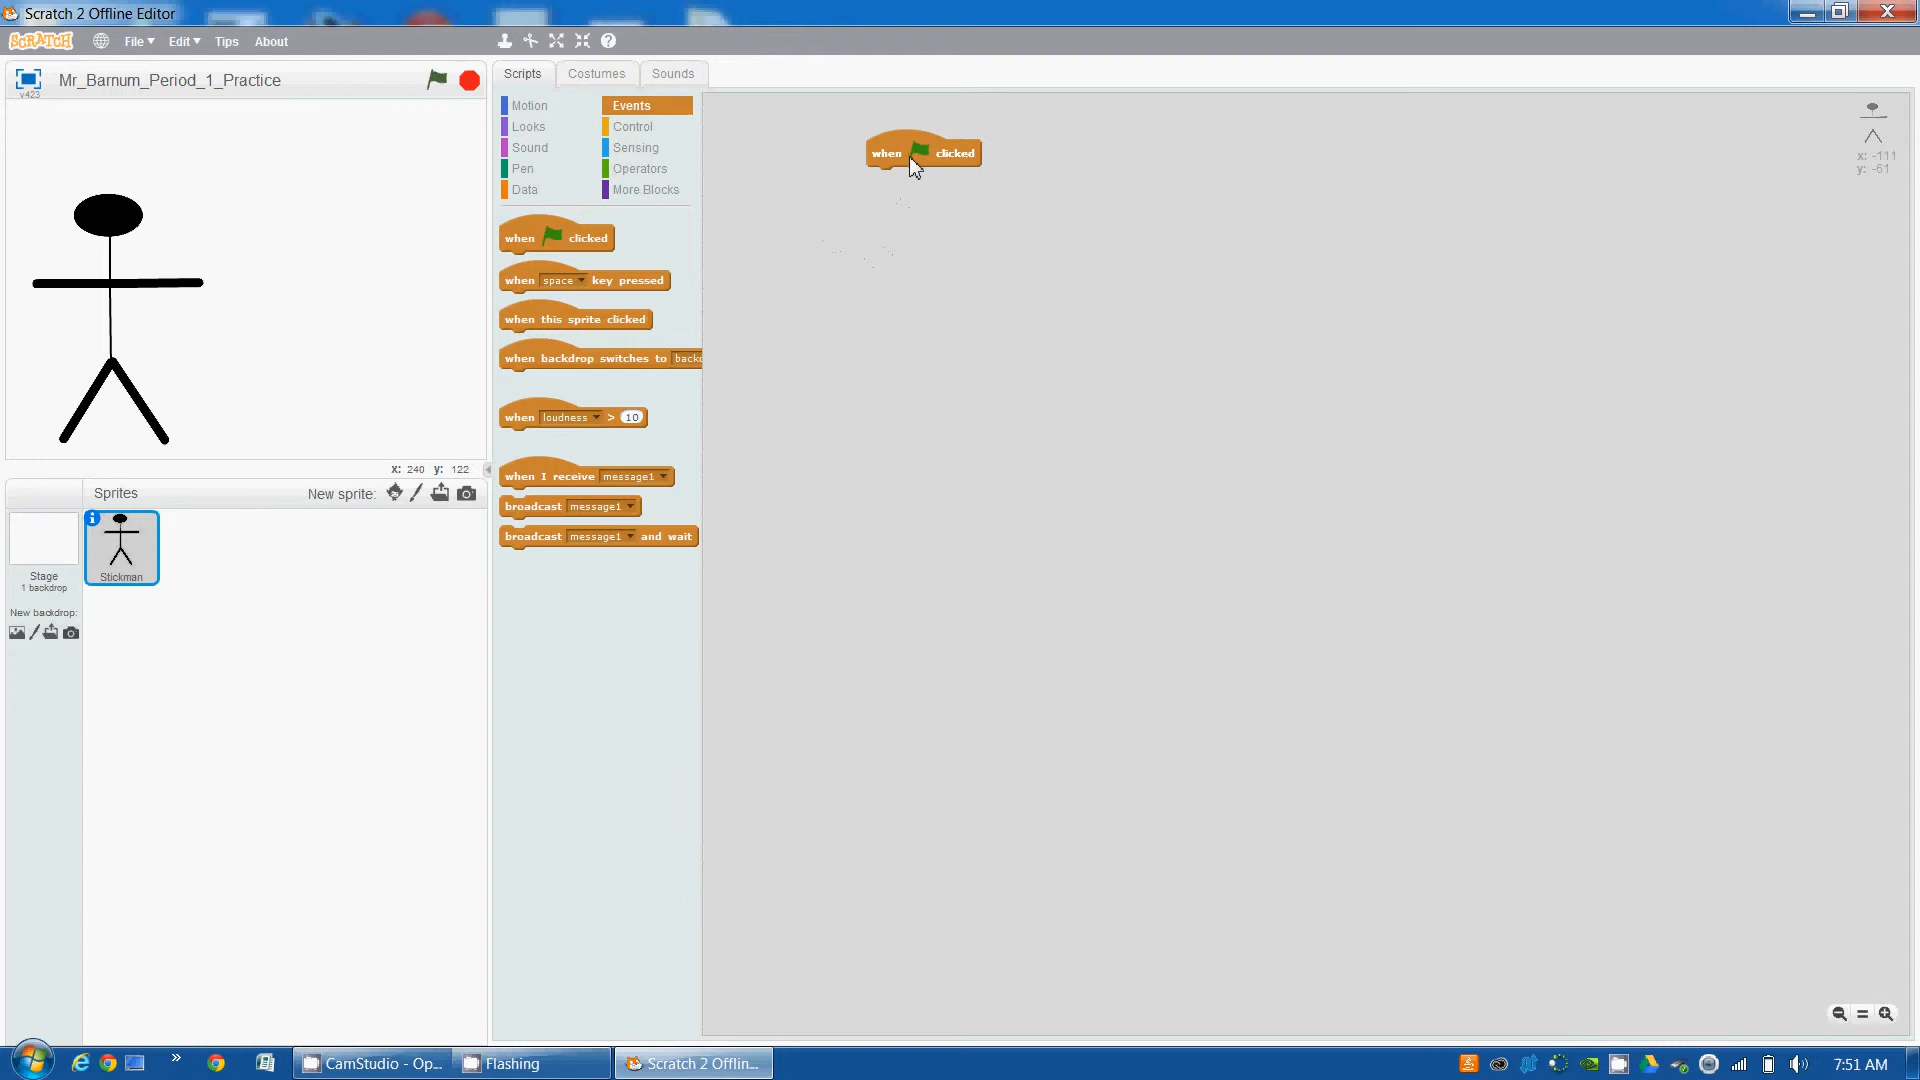 Scratch 2 Offline Editor
SCRATCH
File
Edit
Tips
About
v423
Mr_Barnum_Period_1_Practice
Scripts
Costumes
Sounds
Motion
Events
Looks
Control
Sound
Sensing
Pen
Operators
Data
More Blocks
when clicked
when space key pressed
when this sprite clicked
when backdrop switches to backd
when loudness > 10
when I receive message1
broadcast message1
broadcast message1 and wait
when clicked
x: -111
y: -61
x: 240 y: 122
Sprites
New sprite:
Stage
1 backdrop
New backdrop:
Stickman
CamStudio - Op...
Flashing
Scratch 2 Offlin...
7:51 AM